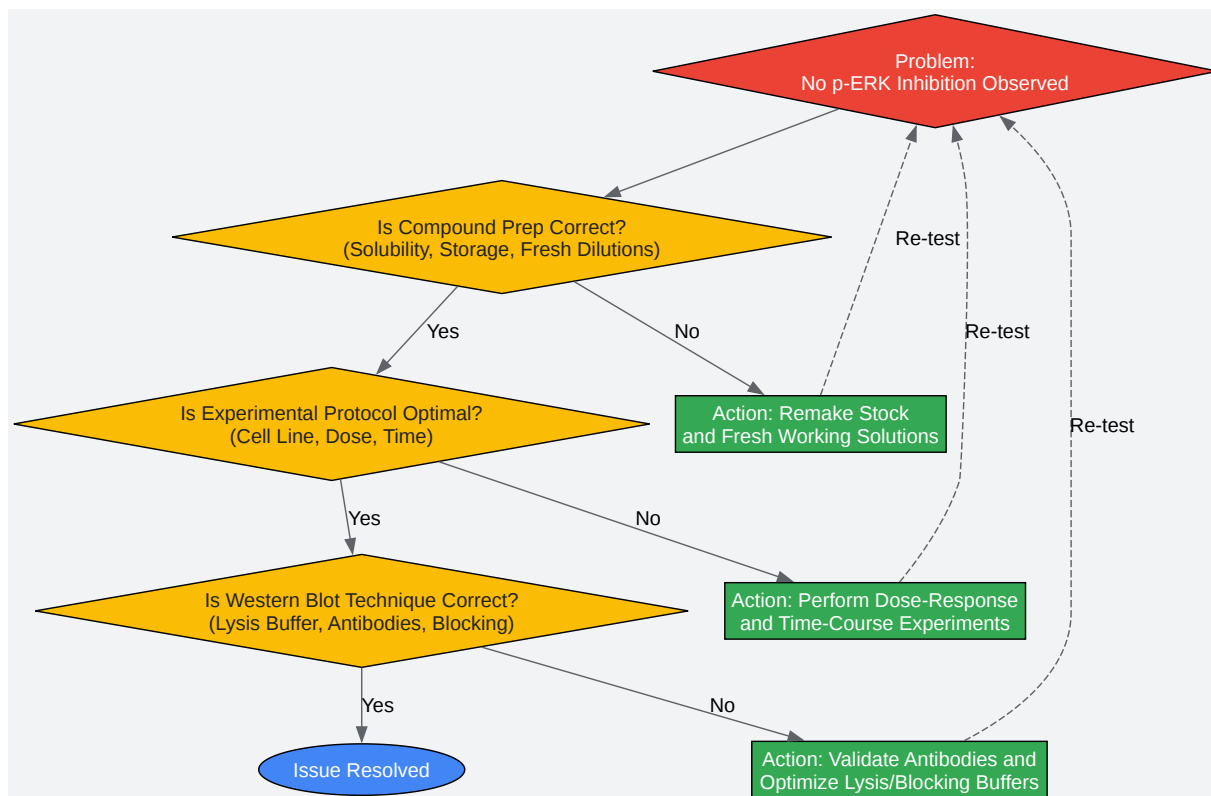 Problem:
No p-ERK Inhibition Observed
Is Compound Prep Correct?
(Solubility, Storage, Fresh Dilutions)
Re-test
Yes
No
Re-test
Is Experimental Protocol Optimal?
(Cell Line, Dose, Time)
Action: Remake Stock
and Fresh Working Solutions
Re-test
Yes
No
Is Western Blot Technique Correct?
(Lysis Buffer, Antibodies, Blocking)
Action: Perform Dose-Response
and Time-Course Experiments
Yes
No
Issue Resolved
Action: Validate Antibodies and
Optimize Lysis/Blocking Buffers